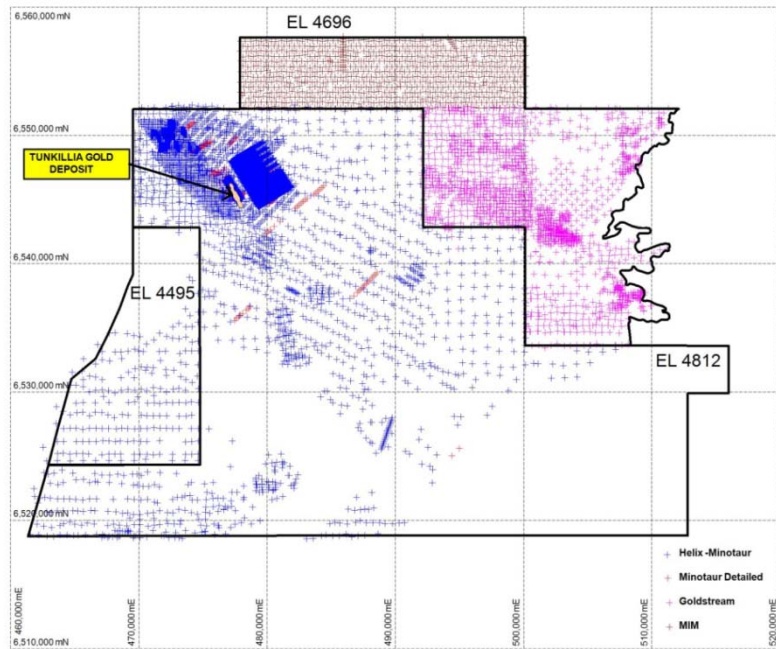 6,560,000 mN
EL 4696
6,550,000 mN
TUNKILLIA GOLD
DEPOSIT
6,540,000 mN
EL 4495
6,530,000 mN
EL 4812
6,520,000 mN
Helix -Minotaur
Minotaur Detailed
Goldstream
MIM
6,510,000 mN
460,000 mE
470,000 mE
480,000 mE
490,000 mE
500,000 mE
510,000 mE
520,000 mE